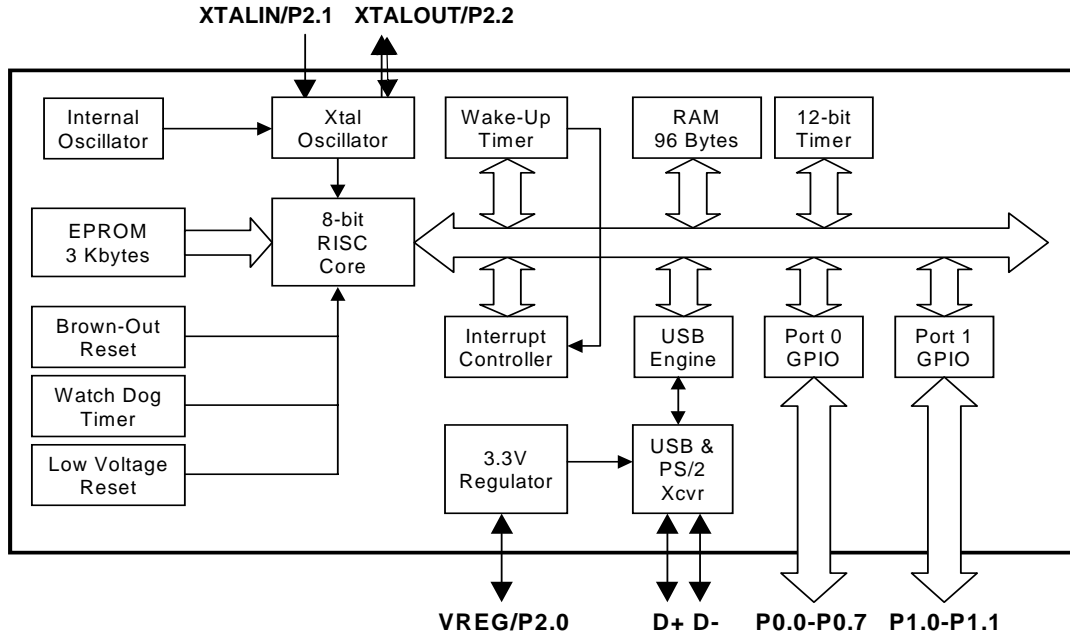 XTALIN/P2.1 XTALOUT/P2.2
Internal
Oscillator
Xtal
Oscillator
Wake-Up
Timer
RAM
96 Bytes
12-bit
Timer
EPROM
3 Kbytes
8-bit
RISC
Core
Brown-Out
Reset
Interrupt
Controller
USB
Engine
Port 0
GPIO
Port 1
GPIO
Watch Dog
Timer
Low Voltage
Reset
3.3V
Regulator
USB &
PS/2
Xcvr
VREG/P2.0 D+ D- P0.0-P0.7 P1.0-P1.1